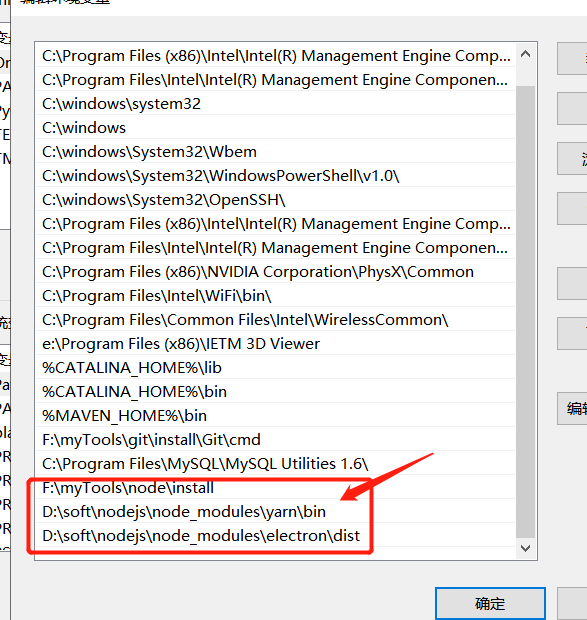 C:\Program Files (x86)\Intel\Intel(R) Management Engine Comp...
C:\Program Files\Intel\Intel(R) Management Engine Componen...
C:\windows\system32
C:\windows
C:\windows\System32\Wbem
C:\windows\System32\WindowsPowerShell\v1.0\
C:\windows\System32\OpenSSH\
C:\Program Files (x86)\Intel\Intel(R) Management Engine Comp...
C:\Program Files\Intel\Intel(R) Management Engine Componen...
C:\Program Files (x86)\NVIDIA Corporation\PhysX\Common
C:\Program Files\Intel\WiFi\bin\
C:\Program Files\Common Files\Intel\WirelessCommon\
e:\Program Files (x86)\IETM 3D Viewer
%CATALINA_HOME%\lib
%CATALINA_HOME%\bin
%MAVEN_HOME%\bin
F:\myTools\git\install\Git\cmd
C:\Program Files\MySQL\MySQL Utilities 1.6\
F:\myTools\node\install
D:\soft\nodejs\node_modules\yarn\bin
D:\soft\nodejs\node_modules\electron\dist
编辑
确定